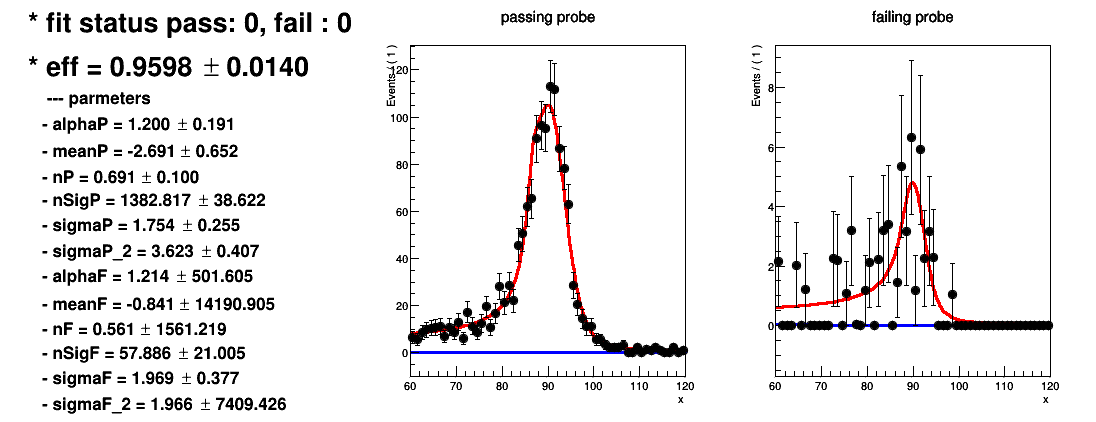 * fit status pass: 0, fail : 0
* eff = 0.9598 ± 0.0140
--- parmeters
- alphaP = 1.200 ± 0.191
- meanP = -2.691 ± 0.652
- nP = 0.691 ± 0.100
- nSigP = 1382.817 ± 38.622
- sigmaP = 1.754 ± 0.255
- sigmaP_2 = 3.623 ± 0.407
- alphaF = 1.214 ± 501.605
- meanF = -0.841 ± 14190.905
- nF = 0.561 ± 1561.219
- nSigF = 57.886 ± 21.005
- sigmaF = 1.969 ± 0.377
- sigmaF_2 = 1.966 ± 7409.426
passing probe
Events / ( 1 )
120
100
80
60
40
20
0
60 70 80 90 100 110 120
x
failing probe
Events / ( 1 )
8
6
4
2
0
60 70 80 90 100 110 120
x